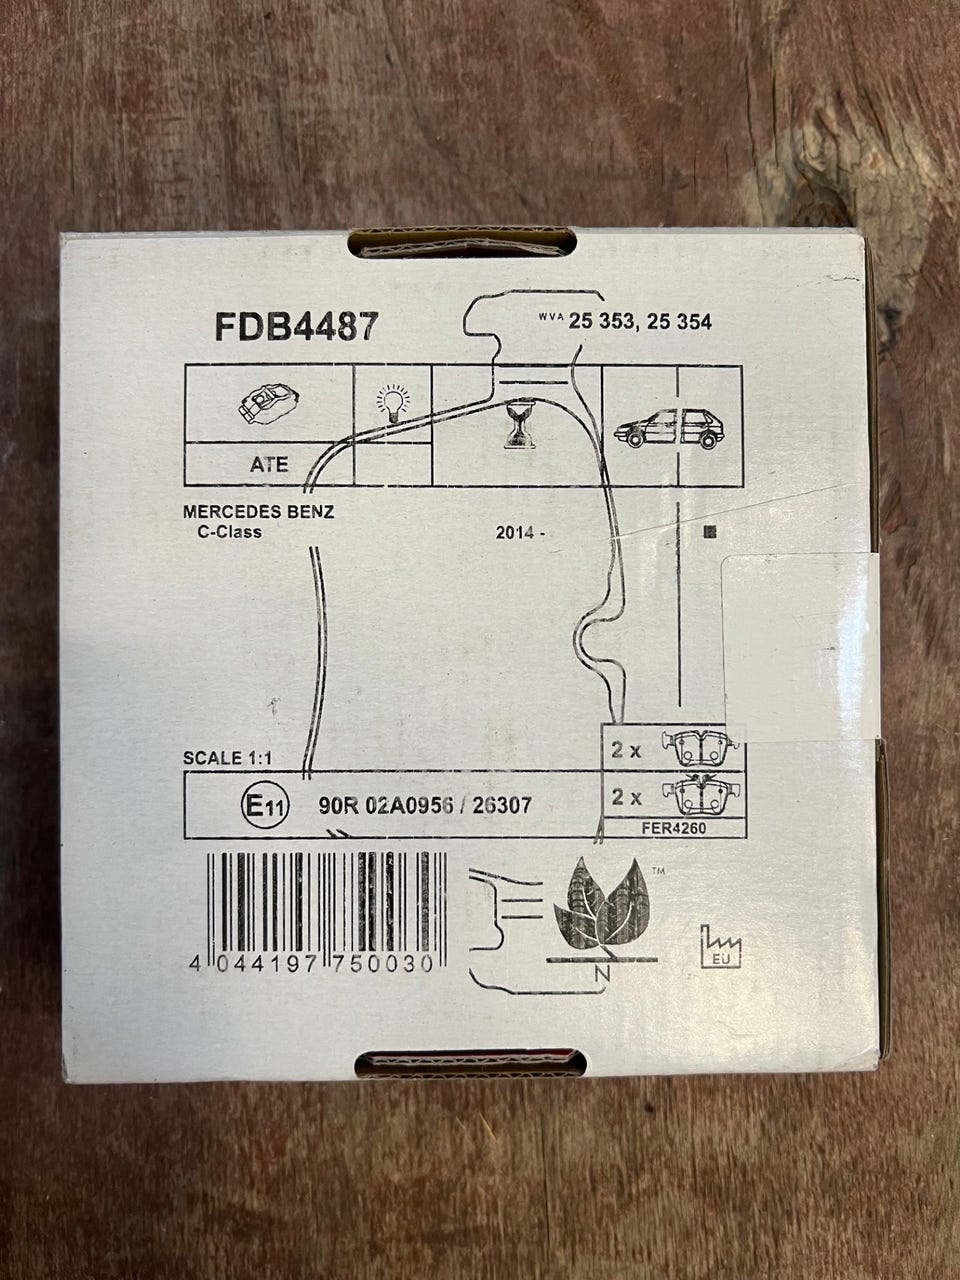 FDB4487
WVA 25 353, 25 354
ATE
MERCEDES BENZ
C-Class 2014 -
SCALE 1:1
2 x
2 x
E11 90R 02A0956 / 26307
FER4260
4 044197 750030
TM
N
EU